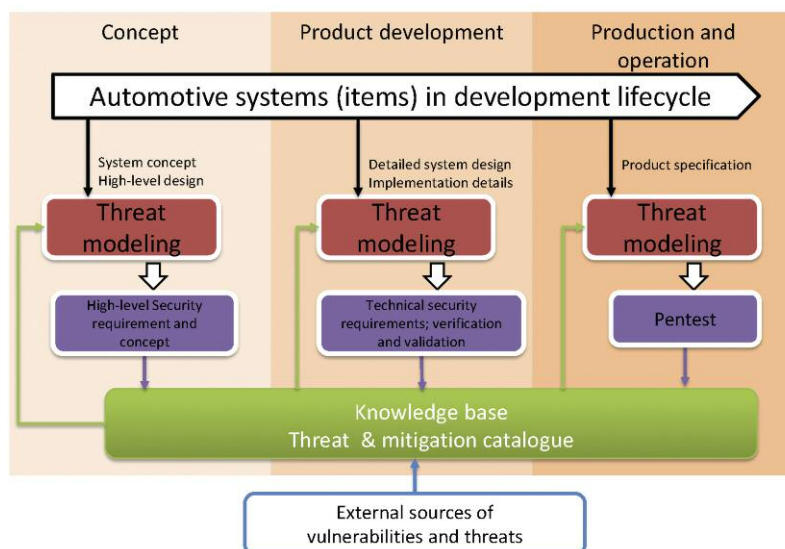 Concept
Product development
Production and
operation
Automotive systems (items) in development lifecycle
System concept
High-level design
Detailed system design
Implementation details
Product specification
Threat
modeling
Threat
modeling
Threat
modeling
High-level Security
requirement and
concept
Technical security
requirements; verification
and validation
Pentest
Knowledge base
Threat & mitigation catalogue
External sources of
vulnerabilities and threats